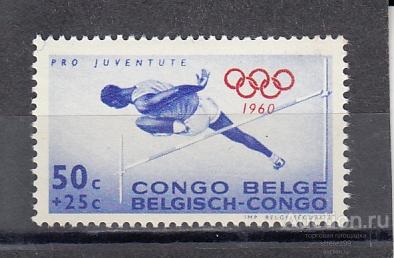 PRO JUVENTUTE
1960
50c
+25c
CONGO BELGE
BELGISCH-CONGO